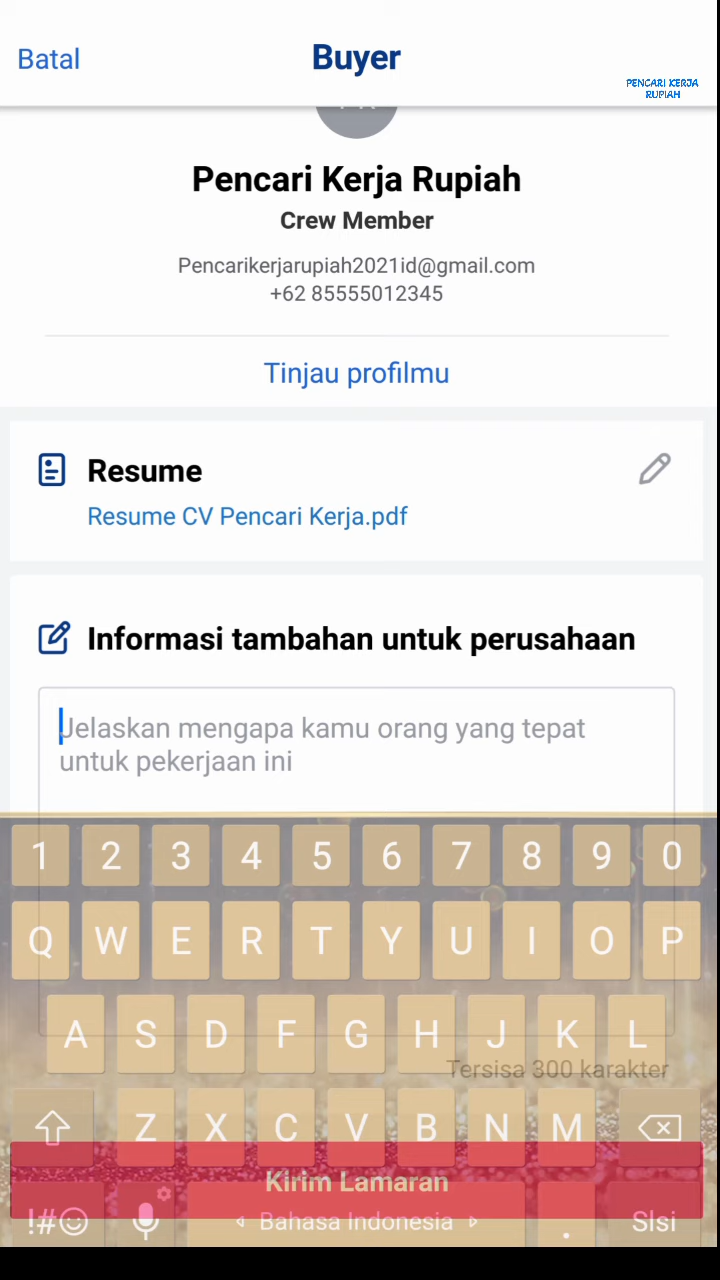 Batal
Buyer
PENCARI KERJA
RUPIAH
Pencari Kerja Rupiah
Crew Member
Pencarikerjarupiah2021id@gmail.com
+62 85555012345
Tinjau profilmu
Resume
Resume CV Pencari Kerja.pdf
Informasi tambahan untuk perusahaan
Jelaskan mengapa kamu orang yang tepat
untuk pekerjaan ini
1 2 3 4 5 6 7 8 9 0
Q W E R T Y U I O P
A S D F G H J K L
Tersisa 300 karakter
Z X C V B N M
Kirim Lamaran
!#☺ Bahasa Indonesia . Slsi